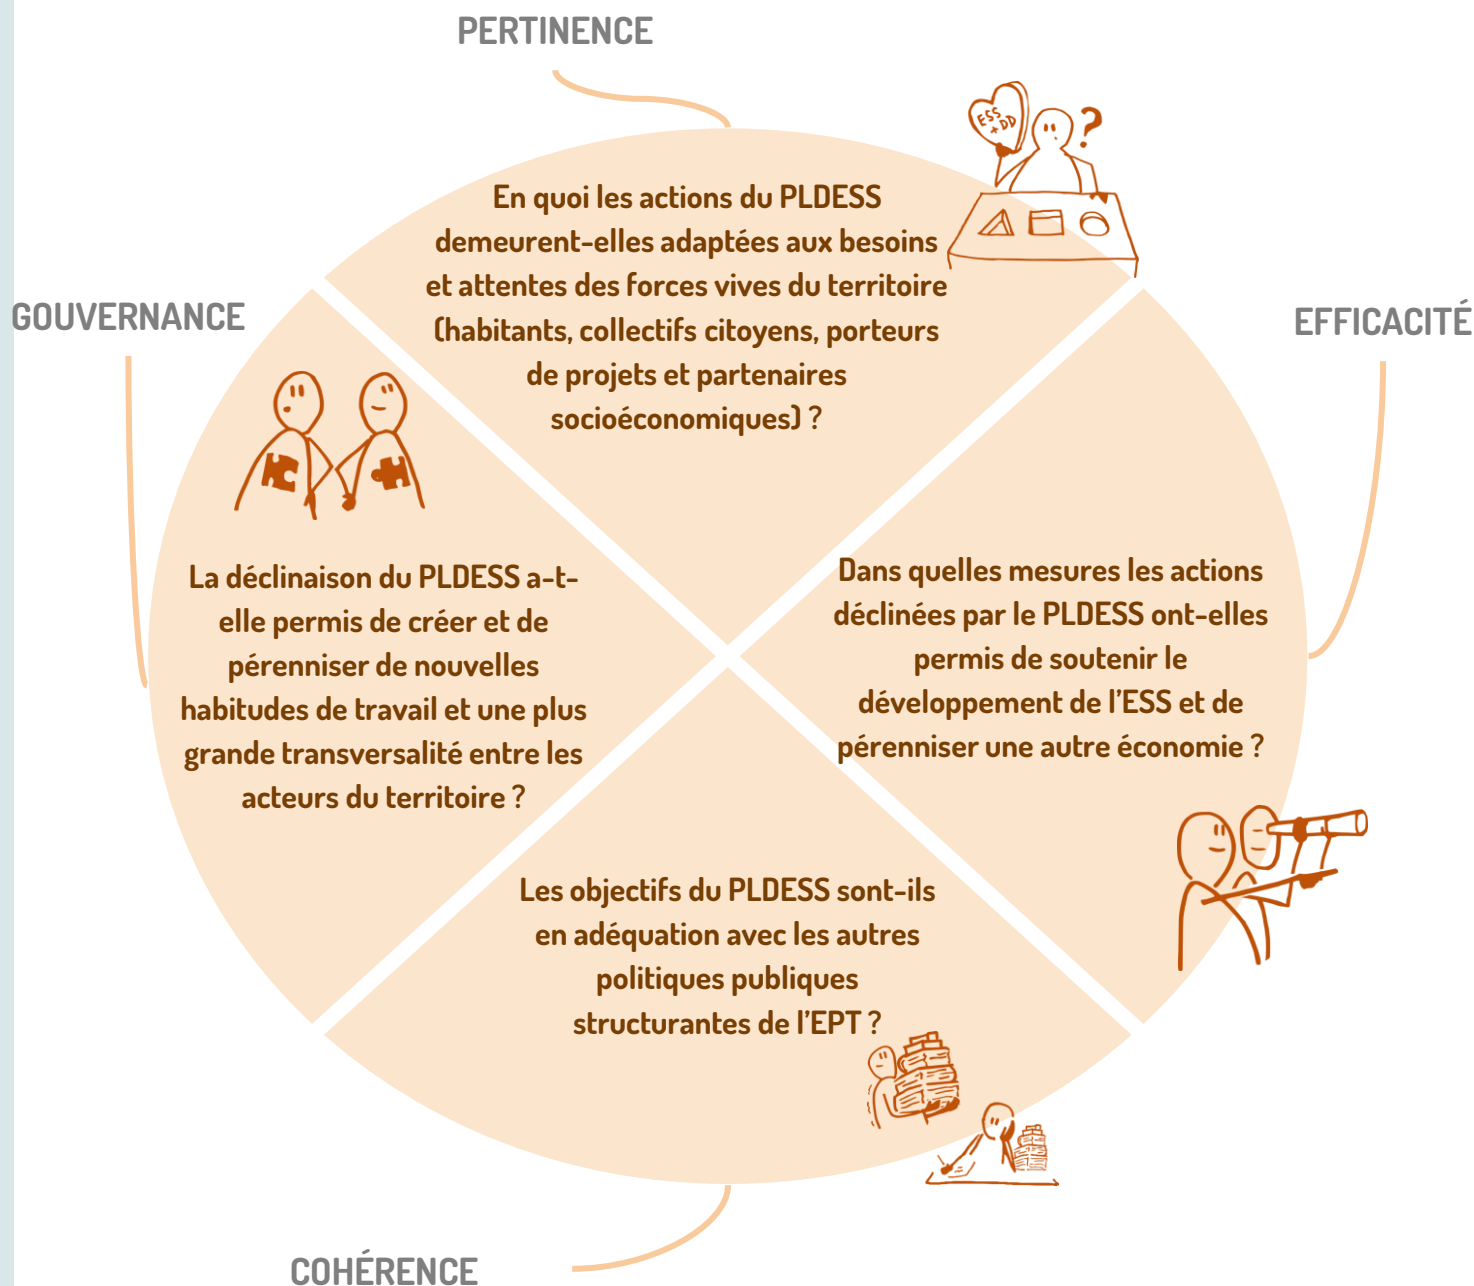 PERTINENCE
ESS
+ DD
?
En quoi les actions du PLDESS
demeurent-elles adaptées aux besoins
et attentes des forces vives du territoire
(habitants, collectifs citoyens, porteurs
de projets et partenaires
socioéconomiques) ?
GOUVERNANCE
EFFICACITÉ
La déclinaison du PLDESS a-t-
elle permis de créer et de
pérenniser de nouvelles
habitudes de travail et une plus
grande transversalité entre les
acteurs du territoire ?
Dans quelles mesures les actions
déclinées par le PLDESS ont-elles
permis de soutenir le
développement de l'ESS et de
pérenniser une autre économie ?
Les objectifs du PLDESS sont-ils
en adéquation avec les autres
politiques publiques
structurantes de l'EPT ?
COHÉRENCE